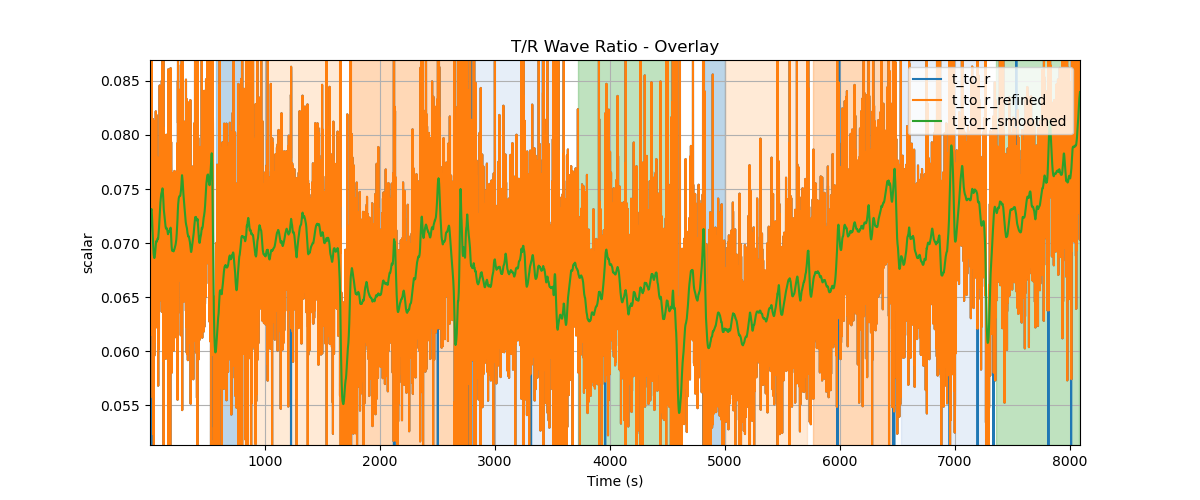 T/R Wave Ratio - Overlay
t_to_r
t_to_r_refined
t_to_r_smoothed
0.085
0.080
0.075
0.070
0.065
0.060
0.055
scalar
1000 2000 3000 4000 5000 6000 7000 8000
Time (s)